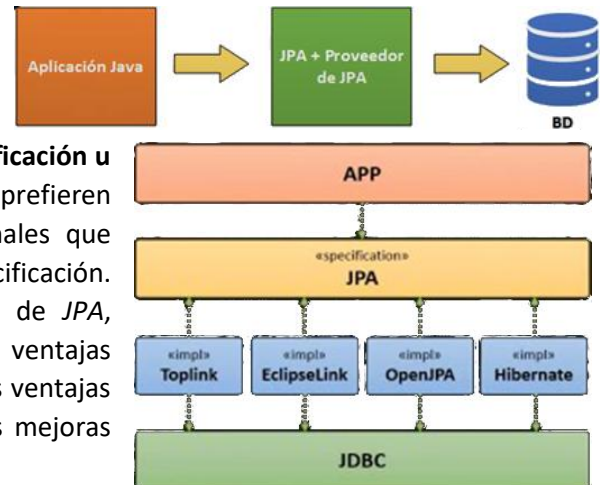 Aplicación Java
JPA + Proveedor
de JPA
BD
ficación u
prefieren
nales que
cificación.
de JPA,
ventajas
s ventajas
s mejoras
APP
«specification»
JPA
«impl»
Toplink
«impl»
EclipseLink
«impl»
OpenJPA
«impl»
Hibernate
JDBC